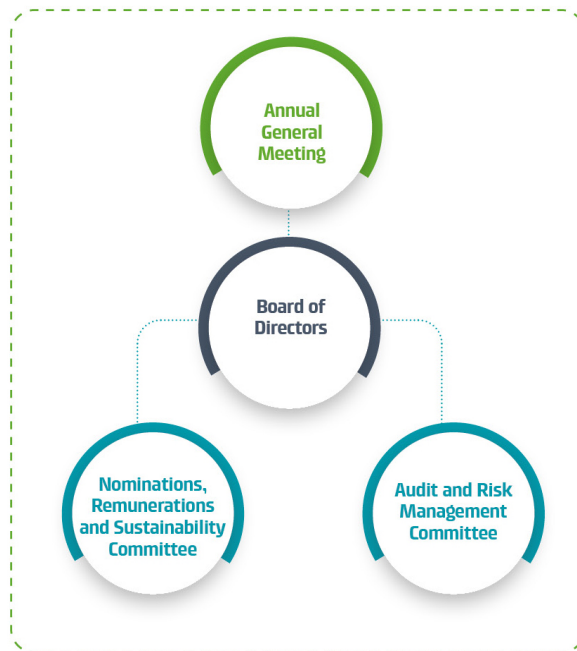 Annual
General
Meeting
Board of
Directors
Nominations,
Remunerations
and Sustainability
Committee
Audit and Risk
Management
Committee